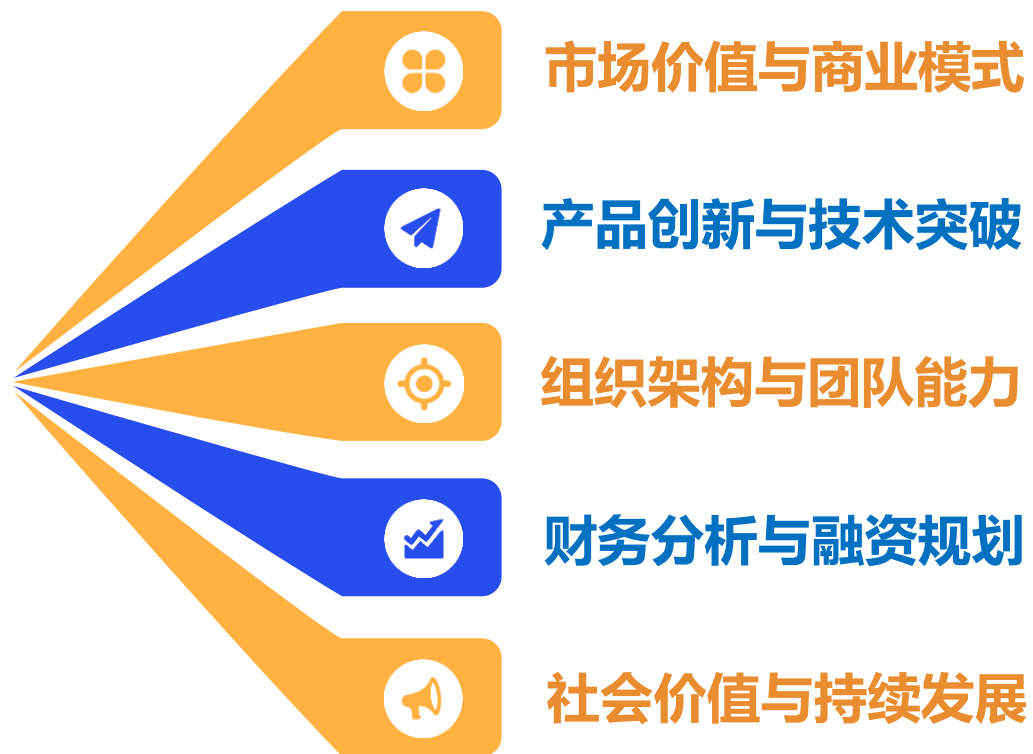 市场价值与商业模式
产品创新与技术突破
组织架构与团队能力
财务分析与融资规划
社会价值与持续发展